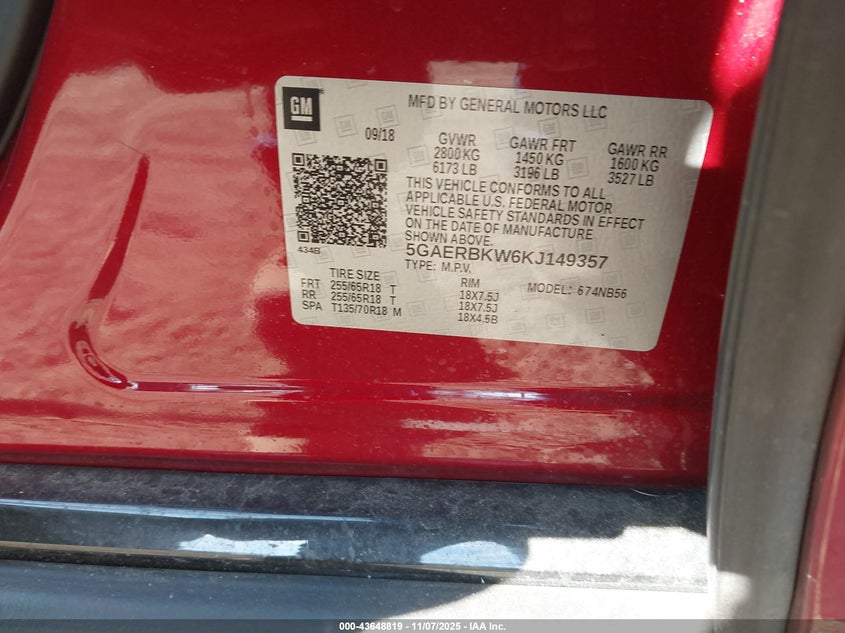 GM
MFD BY GENERAL MOTORS LLC
09/18
GVWR GAWR FRT GAWR RR
2800 KG 1450 KG 1600 KG
6173 LB 3196 LB 3527 LB
THIS VEHICLE CONFORMS TO ALL
APPLICABLE U.S. FEDERAL MOTOR
VEHICLE SAFETY STANDARDS IN EFFECT
ON THE DATE OF MANUFACTURE
SHOWN ABOVE.
434B
5GAERBKW6KJ149357
TYPE: M.P.V. MODEL: 674NB56
TIRE SIZE RIM
FRT 255/65R18 T 18X7.5J
RR 255/65R18 T 18X7.5J
SPA T135/70R18 M 18X4.5B
000-43648819 - 11/07/2025 - IAA Inc.